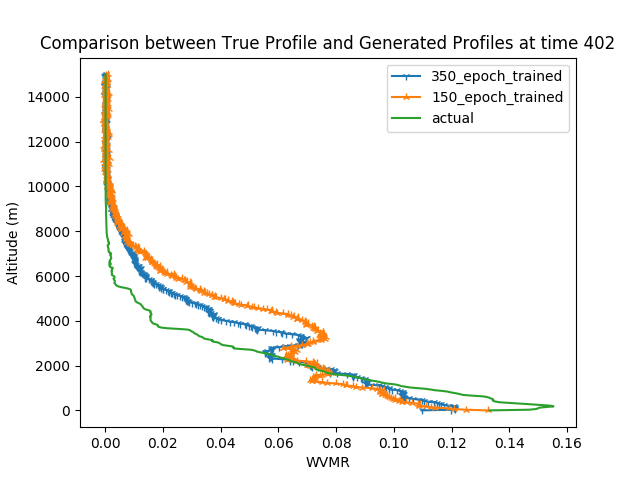 Comparison between True Profile and Generated Profiles at time 402
350_epoch_trained
150_epoch_trained
actual
Altitude (m)
14000
12000
10000
8000
6000
4000
2000
0
0.00 0.02 0.04 0.06 0.08 0.10 0.12 0.14 0.16
WVMR